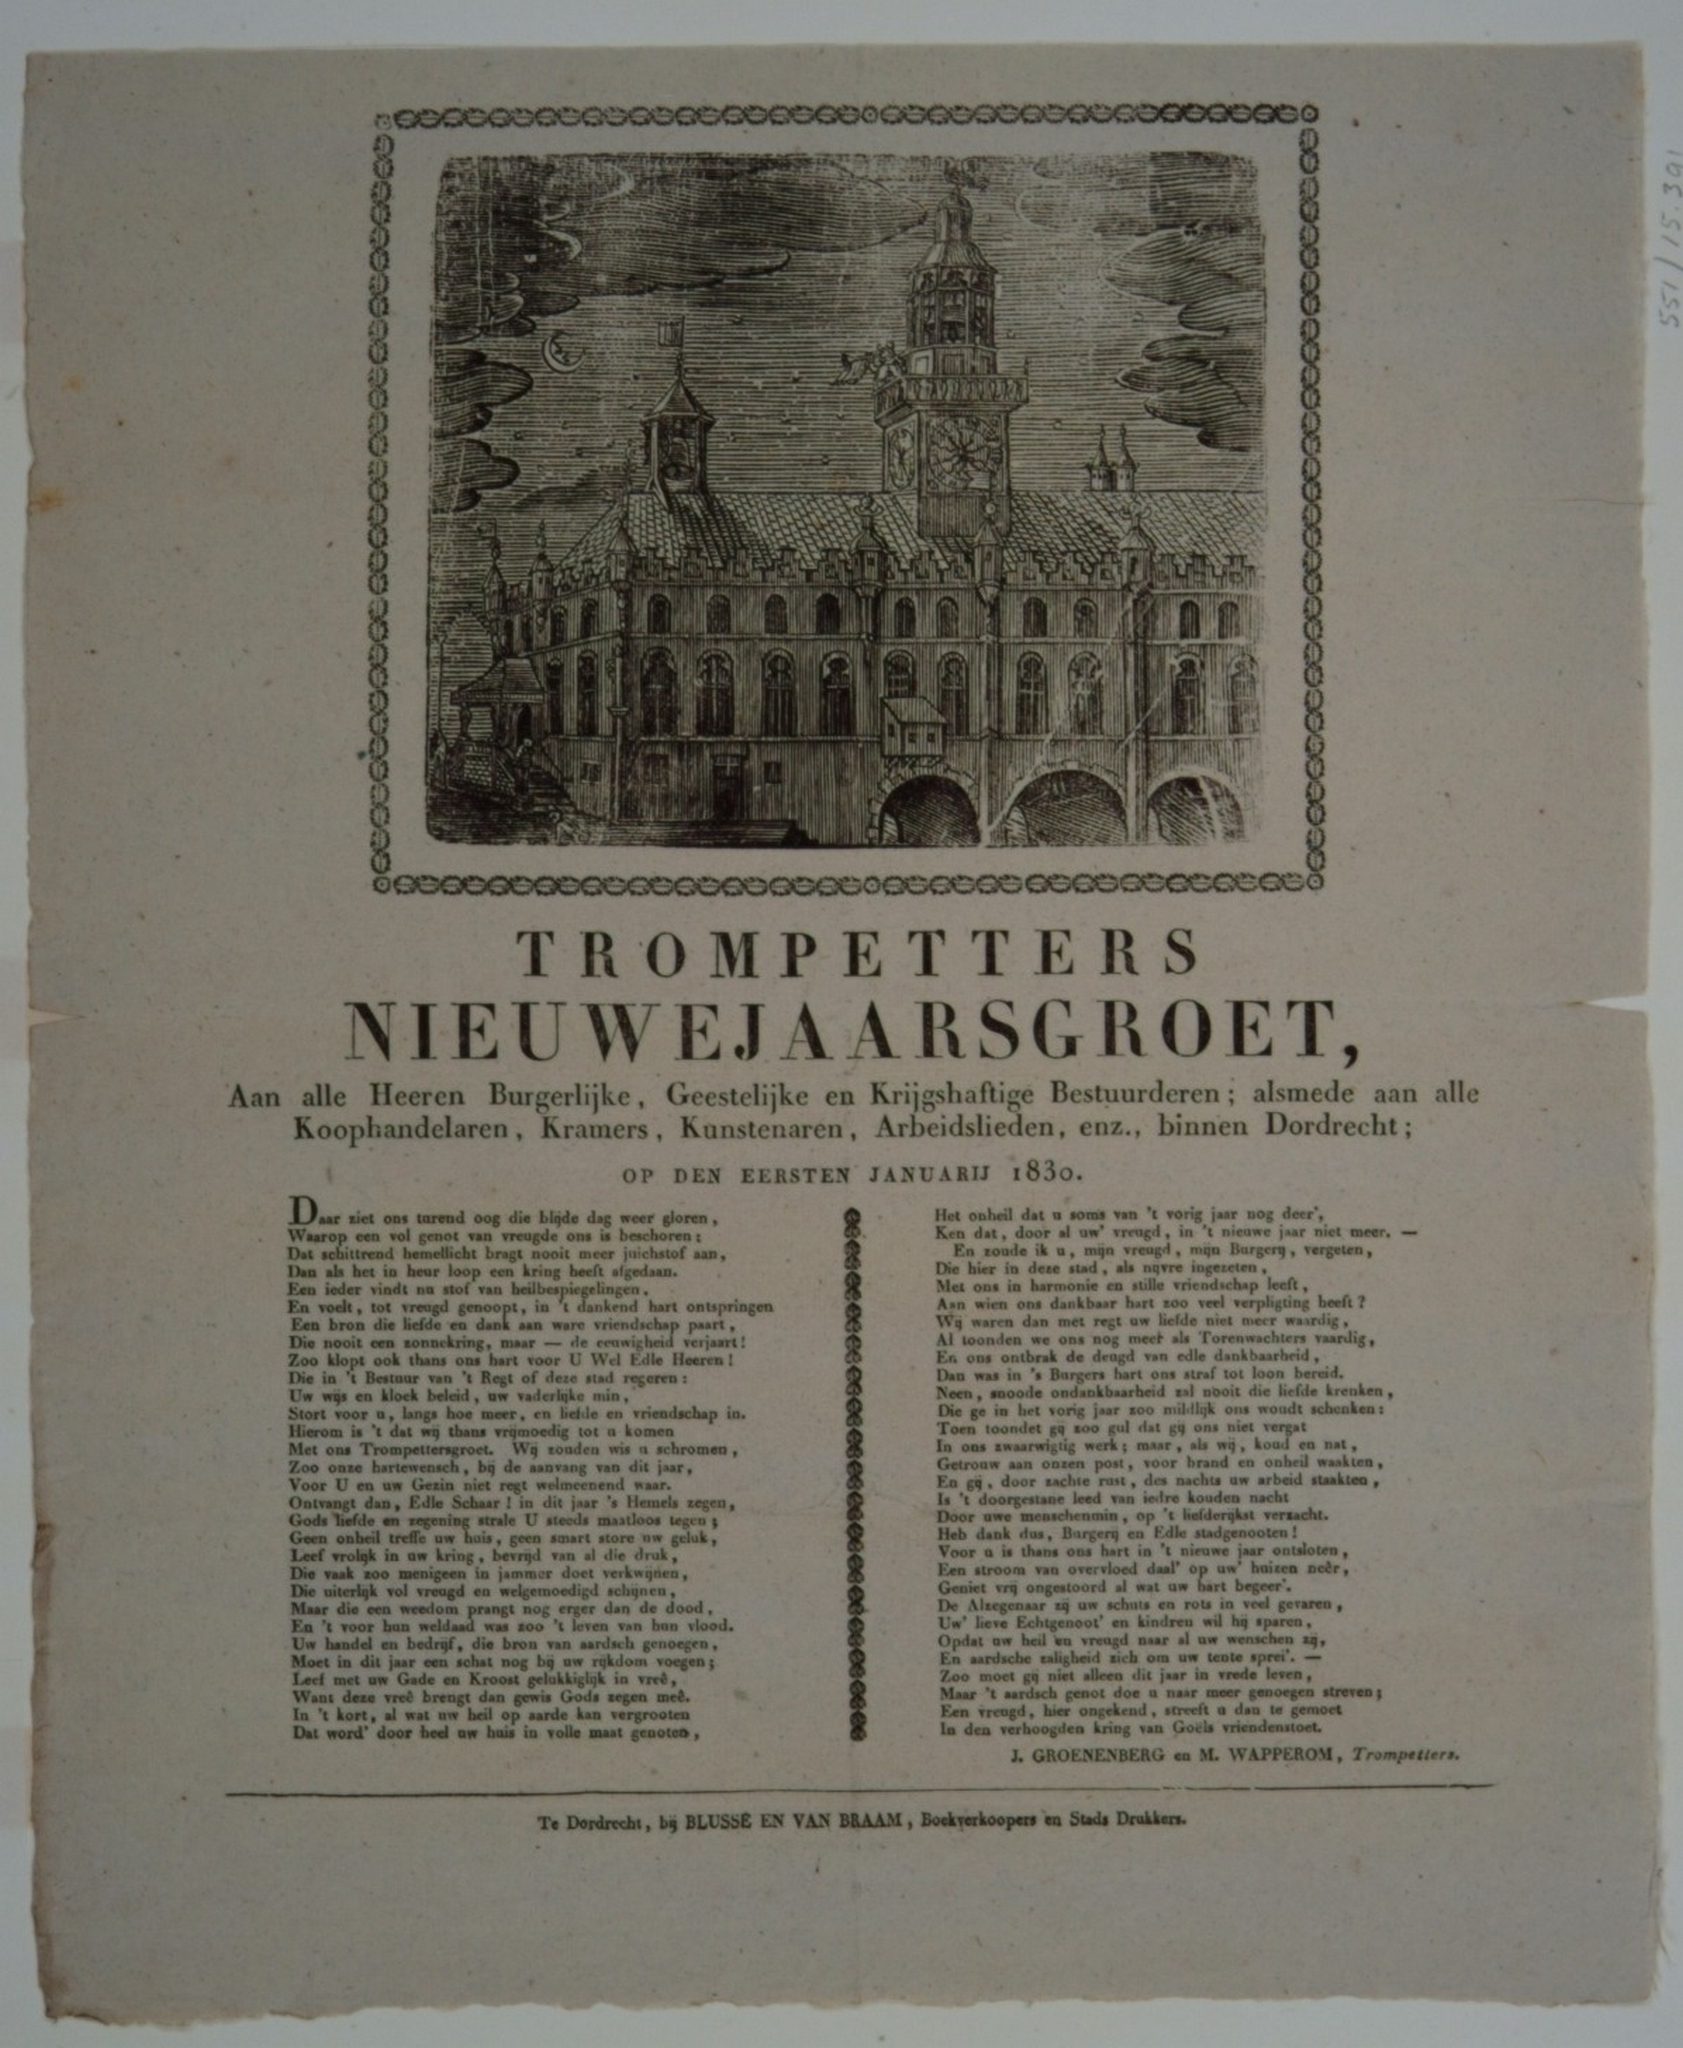 TROMPETTERS
NIEUWEJAARSGROET,
Aan alle Heeren Burgerlijke, Geestelijke en Krijgshaftige Bestuurderen; alsmede aan alle
Koophandelaren, Kramers, Kunstenaren, Arbeidslieden, enz., binnen Dordrecht;
OP DEN EERSTEN JANUARIJ 1830.
Daar ziet ons turend oog die blijde dag weer gloren,
Waarop een vol genot van vreugde ons is beschoren:
Dat schittrend hemellicht bragt nooit meer juichstof aan,
Dan als het in heur loop een kring heeft afgedaan.
Een ieder vindt nu stof van heilbespiegelingen,
En voelt, tot vreugd genoopt, in 't dankend hart ontspringen
Een bron die liefde en dank aan ware vriendschap paart,
Die nooit een zonnekring, maar — de eeuwigheid verjaart!
Zoo klopt ook thans ons hart voor U Wel Edle Heeren!
Die in 't Bestuur van 't Regt of deze stad regeren:
Uw wijs en kloek beleid, uw vaderlijke min,
Stort voor u, langs hoe meer, en liefde en vriendschap in.
Hierom is 't dat wij thans vrijmoedig tot u komen
Met ons Trompettersgroet. Wij zouden wis u schromen,
Zoo onze hartewensch, bij de aanvang van dit jaar,
Voor U en uw Gezin niet regt welmeenend waar.
Ontvangt dan, Edle Schaar! in dit jaar 's Hemels zegen,
Gods liefde en zegening strale U steeds maatloos tegen;
Geen onheil treffe uw huis, geen smart store uw geluk,
Leef vrolijk in uw kring, bevrijd van al die druk,
Die vaak zoo menigeen in jammer doet verkwijnen,
Die uiterlijk vol vreugd en welgemoedigd schijnen,
Maar die een weedom prangt nog erger dan de dood,
En 't voor hun weldaad was zoo 't leven van hun vlood.
Uw handel en bedrijf, die bron van aardsch genoegen,
Moet in dit jaar een schat nog bij uw rijkdom voegen;
Leef met uw Gade en Kroost gelukkiglijk in vreê,
Want deze vreê brengt dan gewis Gods zegen meê.
In 't kort, al wat uw heil op aarde kan vergrooten
Dat word' door heel uw huis in volle maat genoten,
Het onheil dat u soms van 't vorig jaar nog deer',
Ken dat, door al uw' vreugd, in 't nieuwe jaar niet meer. —
En zoude ik u, mijn vreugd, mijn Burgerij, vergeten,
Die hier in deze stad, als nijvre ingezeten,
Met ons in harmonie en stille vriendschap leeft,
Aan wien ons dankbaar hart zoo veel verpligting heeft?
Wij waren dan met regt uw liefde niet meer waardig,
Al toonden we ons nog meer als Torenwachters vaardig,
En ons ontbrak de deugd van edle dankbaarheid,
Dan was in 's Burgers hart ons straf tot loon bereid.
Neen, snoode ondankbaarheid zal nooit die liefde krenken,
Die ge in het vorig jaar zoo mildlijk ons woudt schenken:
Toen toondet gij zoo gul dat gij ons niet vergat
In ons zwaarwigtig werk; maar, als wij, koud en nat,
Getrouw aan onzen post, voor brand en onheil waakten,
En gij, door zachte rust, des nachts uw arbeid staakten,
Is 't doorgestane leed van iedre kouden nacht
Door uwe menschenmin, op 't liefderijkst verzacht.
Heb dank dus, Burgerij en Edle stadgenooten!
Voor u is thans ons hart in 't nieuwe jaar ontsloten,
Een stroom van overvloed daal' op uw' huizen neêr,
Geniet vrij ongestoord al wat uw hart begeer'.
De Alzegenaar zij uw schuts en rots in veel gevaren,
Uw' lieve Echtgenoot' en kindren wil hij sparen,
Opdat uw heil en vreugd naar al uw wenschen zij,
En aardsche zaligheid zich om uw tente sprei'. —
Zoo moet gij niet alleen dit jaar in vrede leven,
Maar 't aardsch genot doe u naar meer genoegen streven;
Een vreugd, hier ongekend, streeft u dan te gemoet
In den verhoogden kring van Goëls vriendenstoet.
J. GROENENBERG en M. WAPPEROM, Trompetters.
Te Dordrecht, bij BLUSSÉ EN VAN BRAAM, Boekverkoopers en Stads Drukkers.
551/15.391